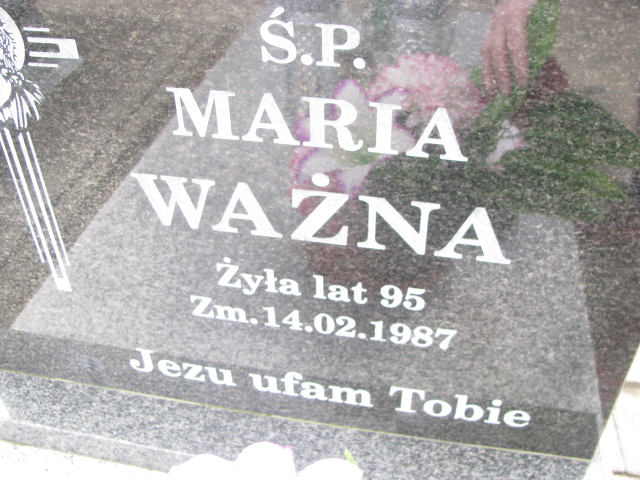 Ś.P.
MARIA
WAŻNA
Żyła lat 95
Zm.14.02.1987
Jezu ufam Tobie